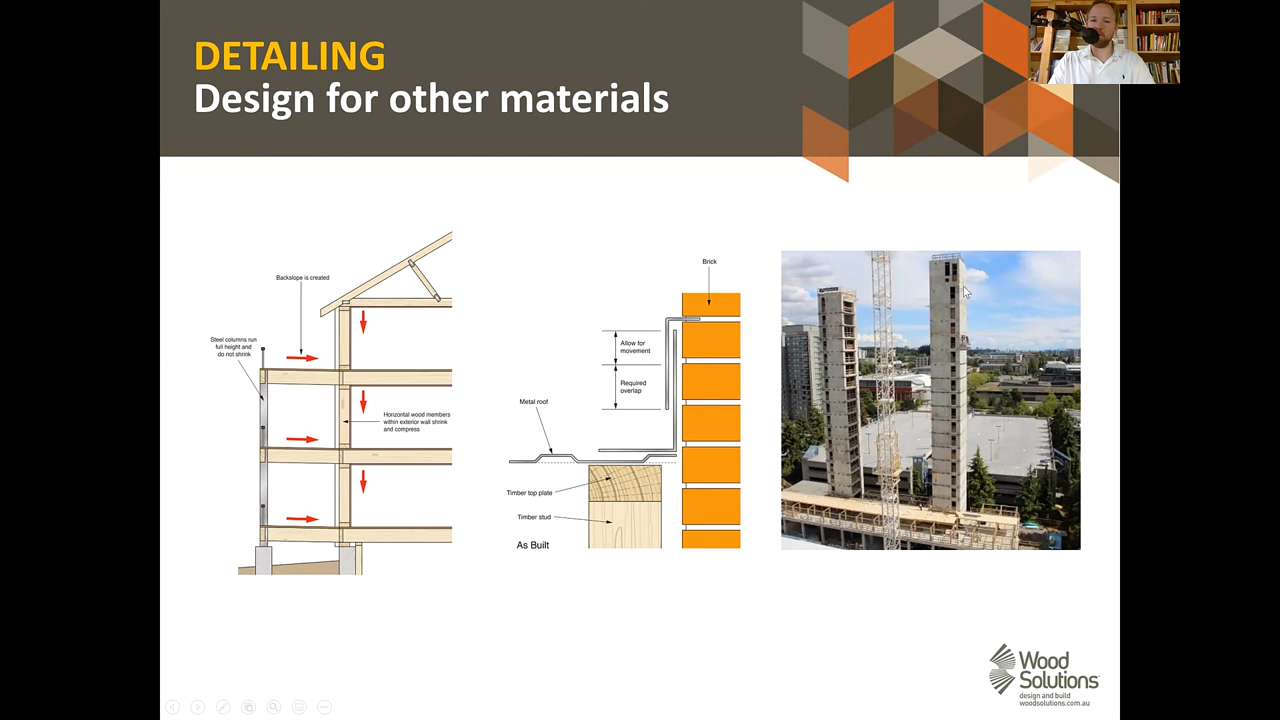 DETAILING
Design for other materials
Backslope is created
Steel columns run
full height and
do not shrink
Horizontal wood members
within exterior wall shrink
and compress
Brick
Allow for
movement
Required
overlap
Metal roof
Timber top plate
Timber stud
As Built
Wood
Solutions
design and build
woodsolutions.com.au